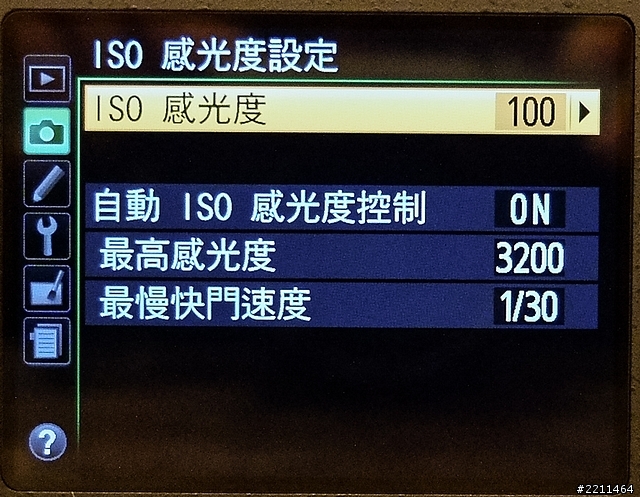 ISO 感光度設定
ISO 感光度 100
自動 ISO 感光度控制 ON
最高感光度 3200
最慢快門速度 1/30
?
#2211464